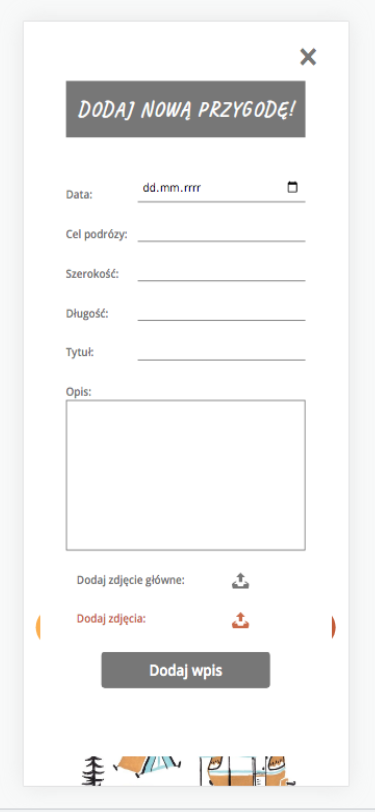 DODAJ NOWĄ PRZYGODĘ!
Data: dd.mm.rrrr
Cel podróży:
Szerokość:
Długość:
Tytuł:
Opis:
Dodaj zdjęcie główne:
Dodaj zdjęcia:
Dodaj wpis